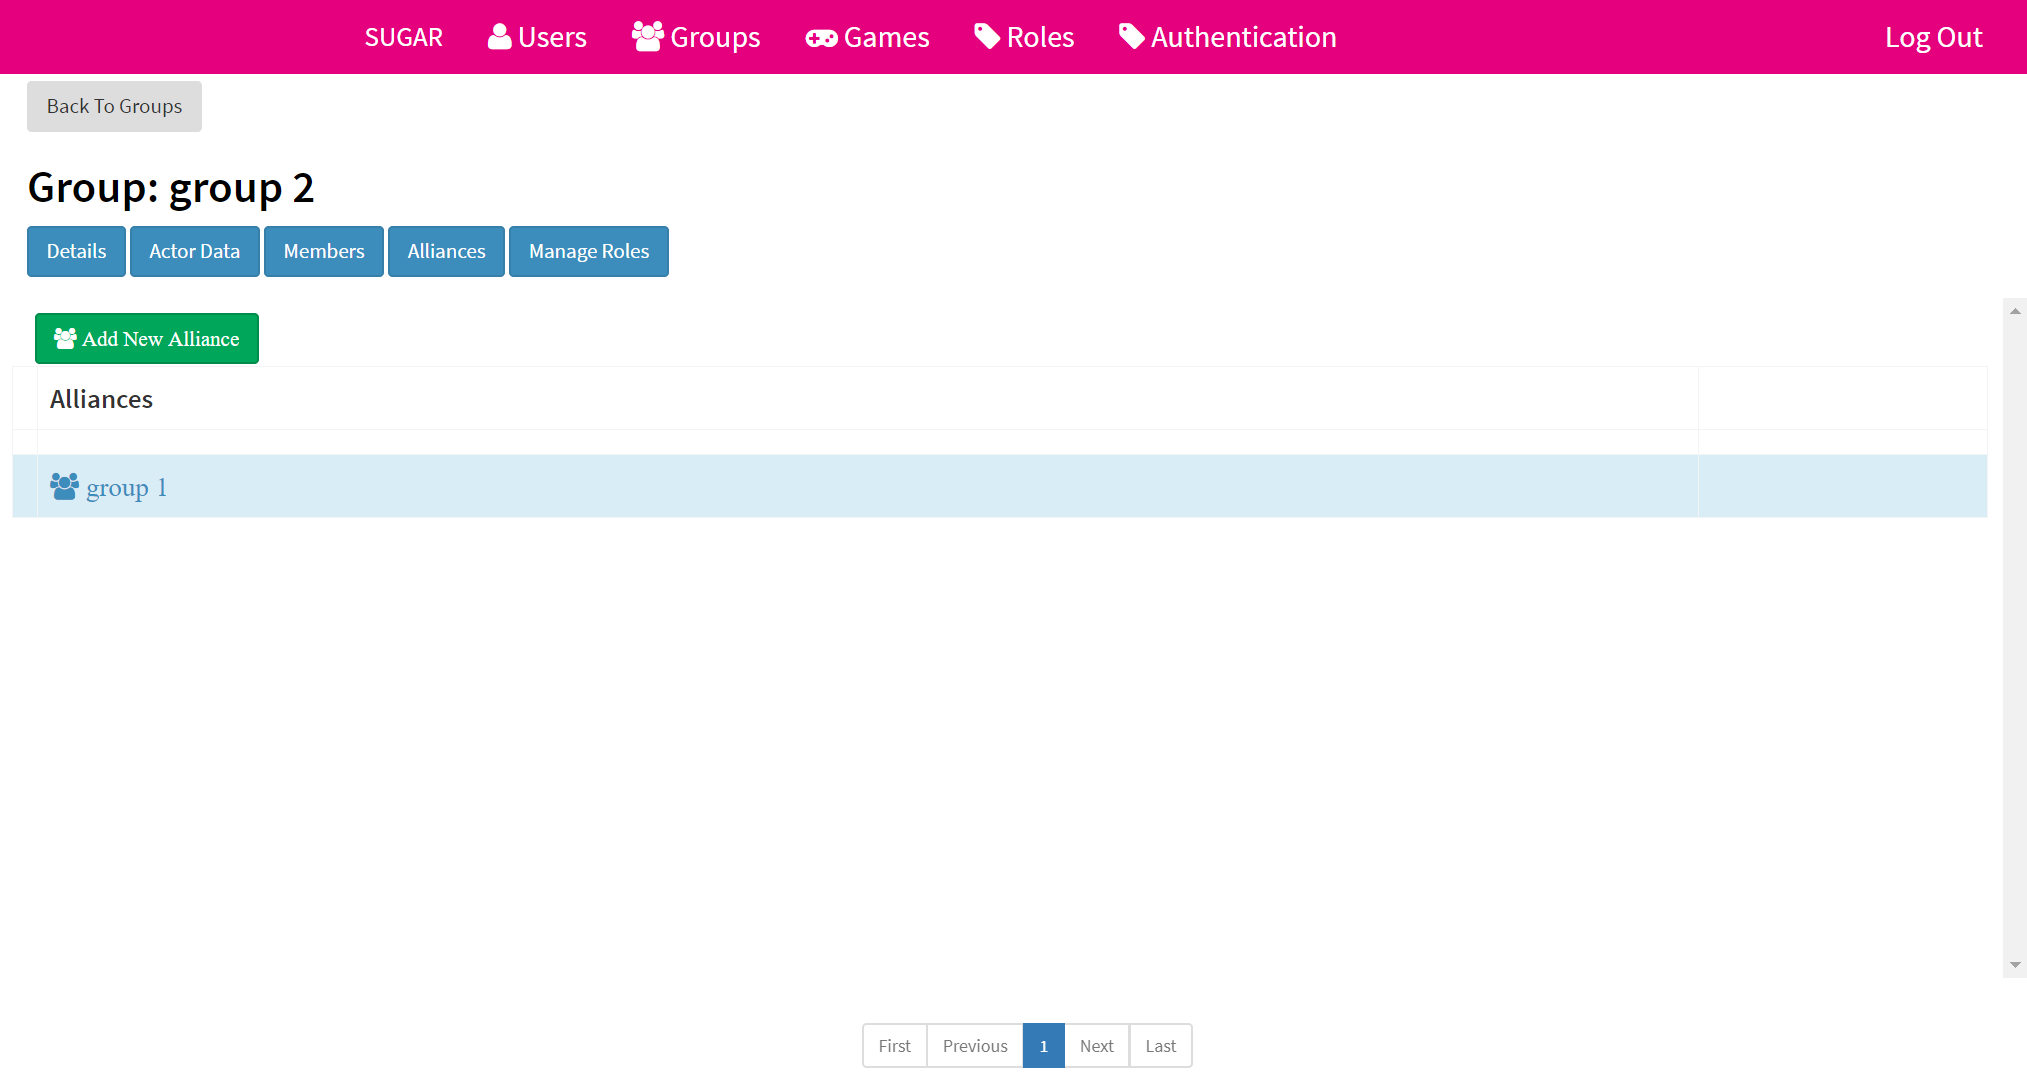 SUGAR Users Groups Games Roles Authentication Log Out
Back To Groups
Group: group 2
Details Actor Data Members Alliances Manage Roles
Add New Alliance
Alliances
group 1
First Previous 1 Next Last